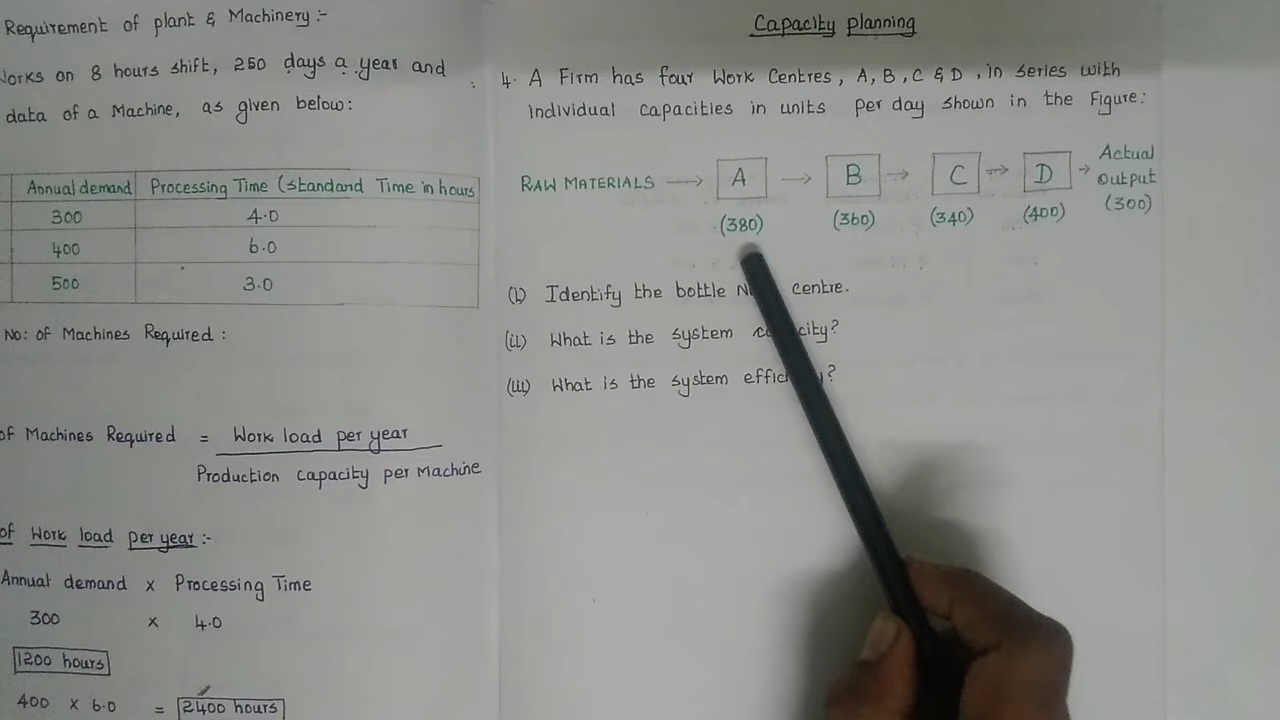 Requirement of plant & Machinery :-
Works on 8 hours shift, 250 days a year and
data of a Machine, as given below:
Annual demand Processing Time (standard Time in hours
300 4.0
400 6.0
500 3.0
No: of Machines Required :
of Machines Required = Work load per year
Production capacity per Machine
of Work load per year :-
Annual demand x Processing Time
300 x 4.0
1200 hours
400 x 6.0 = 2400 hours
Capacity planning
4. A Firm has four Work Centres, A, B, C & D, in series with
individual capacities in units per day shown in the Figure:
RAW MATERIALS → A → B → C → D → Actual
output
(380) (360) (340) (400) (300)
(i) Identify the bottle centre.
(ii) What is the system capacity?
(iii) What is the system efficiency?